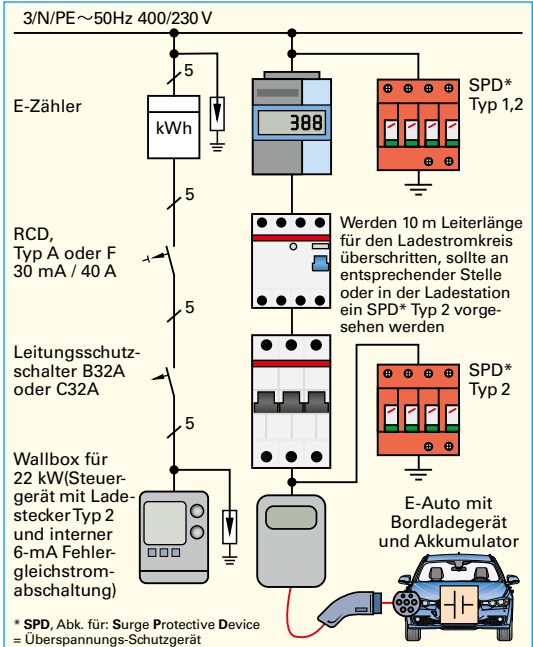 3/N/PE～50Hz 400/230 V
5
E-Zähler
kWh
388
SPD*
Typ 1,2
5
RCD,
Typ A oder F
30 mA / 40 A
Werden 10 m Leiterlänge
für den Ladestromkreis
überschritten, sollte an
entsprechender Stelle
oder in der Ladestation
ein SPD* Typ 2 vorge-
sehen werden
5
Leitungsschutz-
schalter B32A
oder C32A
SPD*
Typ 2
5
Wallbox für
22 kW(Steuer-
gerät mit Lade-
stecker Typ 2
und interner
6-mA Fehler-
gleichstrom-
abschaltung)
E-Auto mit
Bordladegerät
und Akkumulator
* SPD, Abk. für: Surge Protective Device
= Überspannungs-Schutzgerät